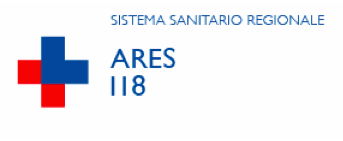 SISTEMA SANITARIO REGIONALE
ARES
118